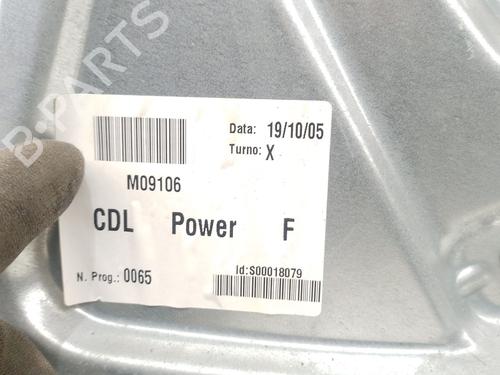 B-PARTS
Data: 19/10/05
Turno: X
M09106
CDL Power F
N. Prog.: 0065
Id:S00018079